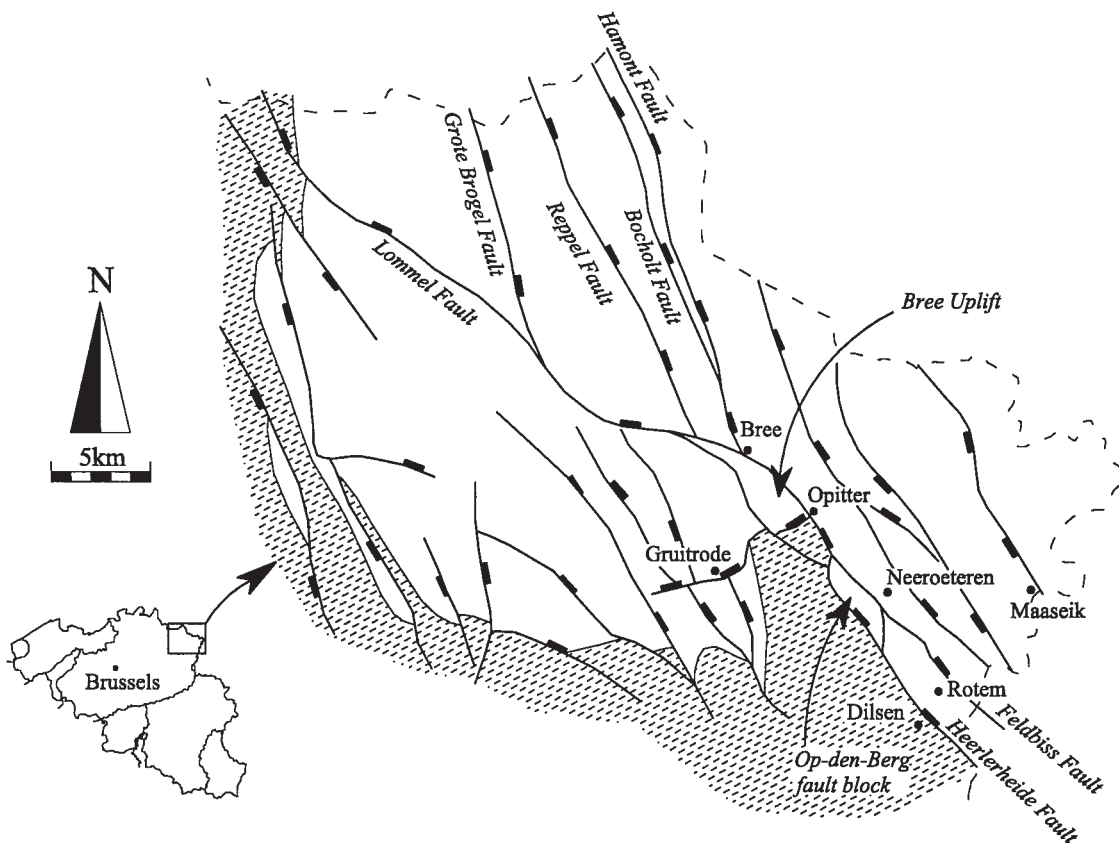 Hamont Fault
Grote Brogel Fault
Reppel Fault
Bocholt Fault
Lommel Fault
Bree Uplift
N
5km
Bree
Opitter
Gruitrode
Neeroeteren
Maaseik
Brussels
Rotem
Dilsen
Feldbiss Fault
Op-den-Berg
fault block
Heerlerheide Fault